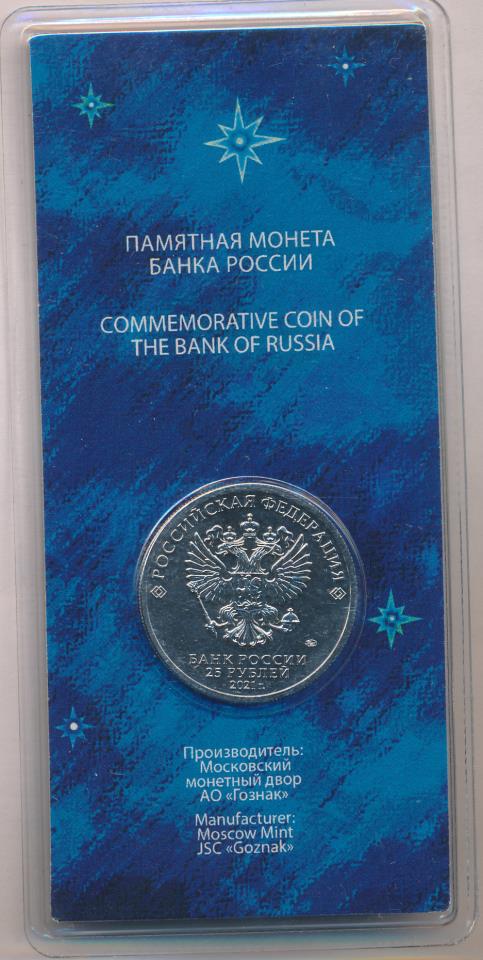 ПАМЯТНАЯ МОНЕТА
БАНКА РОССИИ
COMMEMORATIVE COIN OF
THE BANK OF RUSSIA
РОССИЙСКАЯ ФЕДЕРАЦИЯ
БАНК РОССИИ
25 РУБЛЕЙ
2021 г.
Производитель:
Московский
монетный двор
АО «Гознак»
Manufacturer:
Moscow Mint
JSC «Goznak»